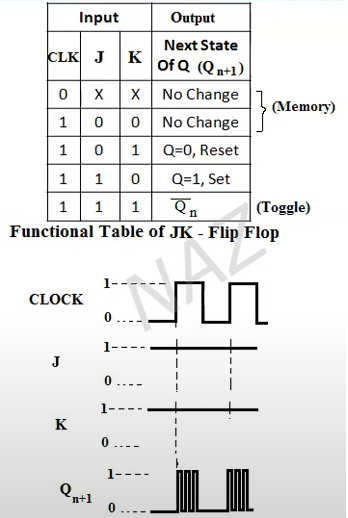 Input Output
CLK J K Next State Of Q (Q n+1)
0 X X No Change
1 0 0 No Change
(Memory)
1 0 1 Q=0, Reset
1 1 0 Q=1, Set
1 1 1 Q̅n (Toggle)
Functional Table of JK - Flip Flop
NAZ
1----
CLOCK
0 ....
1----
J
0 ....
1----
K
0 ....
1----
Qn+1
0 ....